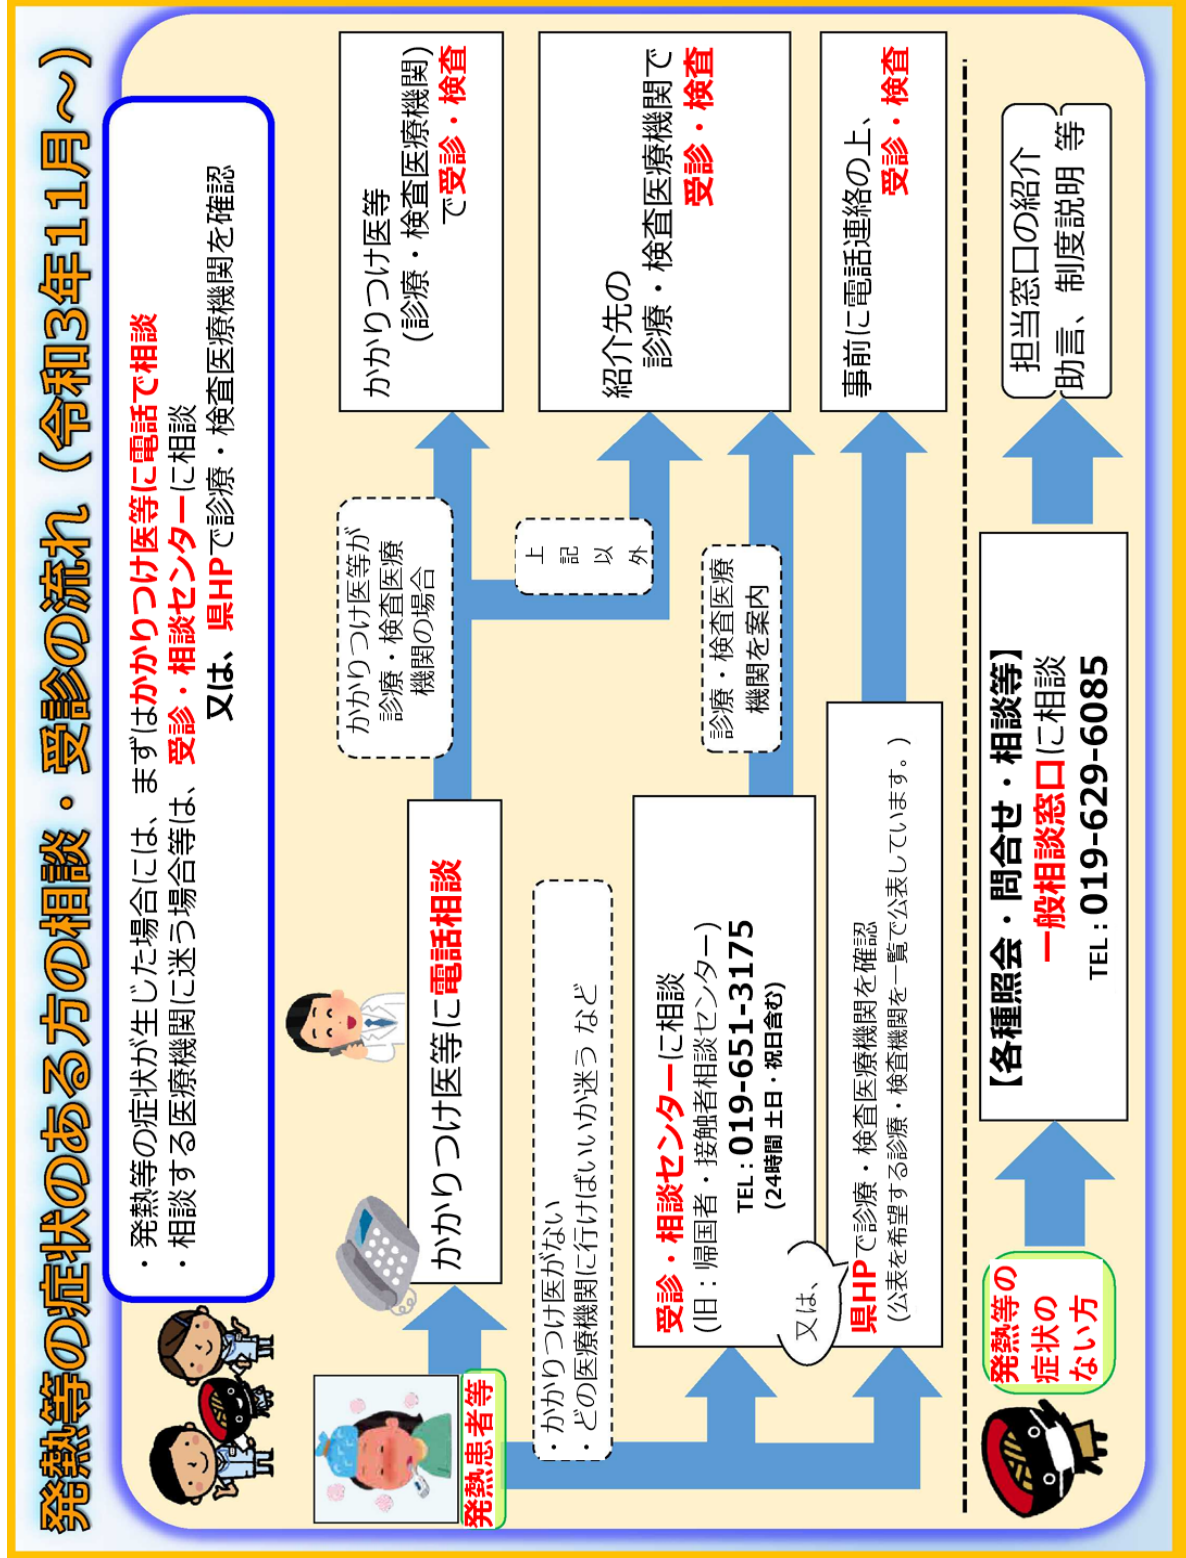 発熱等の症状のある方の相談・受診の流れ（令和3年11月～）
・発熱等の症状が生じた場合には、まずはかかりつけ医等に電話で相談
・相談する医療機関に迷う場合等は、受診・相談センターに相談
又は、県HPで診療・検査医療機関を確認
発熱患者等
かかりつけ医等に電話相談
かかりつけ医等が
診療・検査医療
機関の場合
かかりつけ医等
(診療・検査医療機関)
で受診・検査
上記以外
紹介先の
診療・検査医療機関で
受診・検査
・かかりつけ医がない
・どの医療機関に行けばいいか迷う など
受診・相談センターに相談
(旧：帰国者・接触者相談センター)
TEL：019-651-3175
(24時間 土日・祝日含む)
診療・検査医療
機関を案内
又は、
県HPで診療・検査医療機関を確認
(公表を希望する診療・検査機関を一覧で公表しています。)
事前に電話連絡の上、
受診・検査
発熱等の
症状の
ない方
【各種照会・問合せ・相談等】
一般相談窓口に相談
TEL：019-629-6085
担当窓口の紹介
助言、制度説明 等